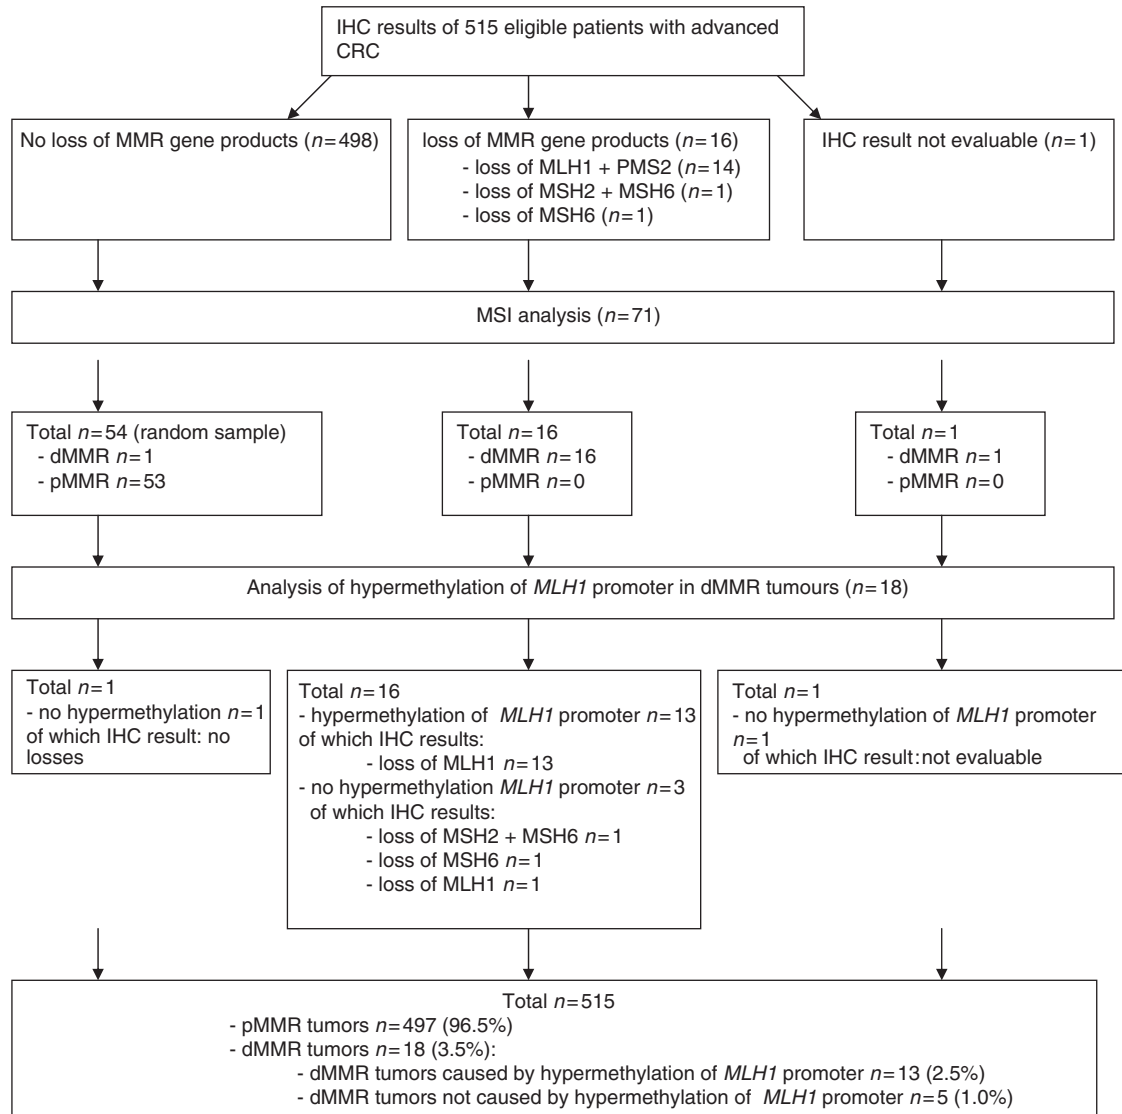 IHC results of 515 eligible patients with advanced
CRC
No loss of MMR gene products (n=498)
loss of MMR gene products (n=16)
- loss of MLH1 + PMS2 (n=14)
- loss of MSH2 + MSH6 (n=1)
- loss of MSH6 (n=1)
IHC result not evaluable (n=1)
MSI analysis (n=71)
Total n=54 (random sample)
- dMMR n=1
- pMMR n=53
Total n=16
- dMMR n=16
- pMMR n=0
Total n=1
- dMMR n=1
- pMMR n=0
Analysis of hypermethylation of MLH1 promoter in dMMR tumours (n=18)
Total n=1
- no hypermethylation n=1
of which IHC result: no
losses
Total n=16
- hypermethylation of MLH1 promoter n=13
of which IHC results:
- loss of MLH1 n=13
- no hypermethylation MLH1 promoter n=3
of which IHC results:
- loss of MSH2 + MSH6 n=1
- loss of MSH6 n=1
- loss of MLH1 n=1
Total n=1
- no hypermethylation of MLH1 promoter
n=1
of which IHC result:not evaluable
Total n=515
- pMMR tumors n=497 (96.5%)
- dMMR tumors n=18 (3.5%):
- dMMR tumors caused by hypermethylation of MLH1 promoter n=13 (2.5%)
- dMMR tumors not caused by hypermethylation of MLH1 promoter n=5 (1.0%)